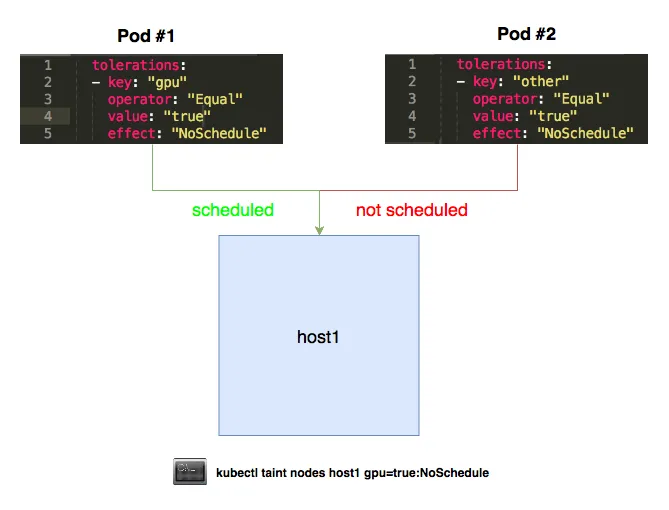 Pod #1
1 tolerations:
2 - key: "gpu"
3 operator: "Equal"
4 value: "true"
5 effect: "NoSchedule"
Pod #2
1 tolerations:
2 - key: "other"
3 operator: "Equal"
4 value: "true"
5 effect: "NoSchedule"
scheduled
not scheduled
host1
kubectl taint nodes host1 gpu=true:NoSchedule